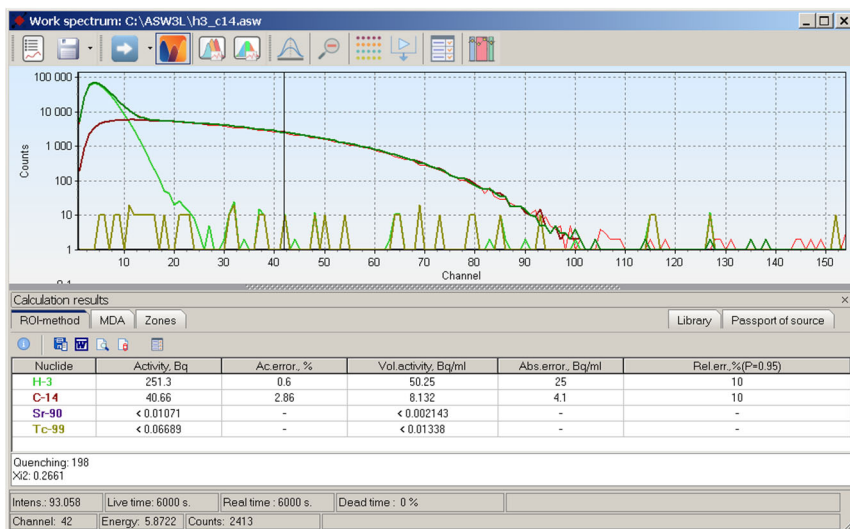 Work spectrum: C:\ASW3L\h3_c14.asw
100 000
10 000
1 000
100
10
1
0.1
Counts
10 20 30 40 50 60 70 80 90 100 110 120 130 140 150
Channel
Calculation results
ROI-method MDA Zones Library Passport of source
Nuclide Activity, Bq Ac.error., % Vol.activity, Bq/ml Abs.error., Bq/ml Rel.err.,%(P=0.95)
H-3 251.3 0.6 50.25 25 10
C-14 40.66 2.86 8.132 4.1 10
Sr-90 < 0.01071 - < 0.002143 - -
Tc-99 < 0.06689 - < 0.01338 - -
Quenching: 198
Xi2: 0.2661
Intens.: 93.058 Live time: 6000 s. Real time : 6000 s. Dead time : 0 %
Channel: 42 Energy: 5.8722 Counts: 2413